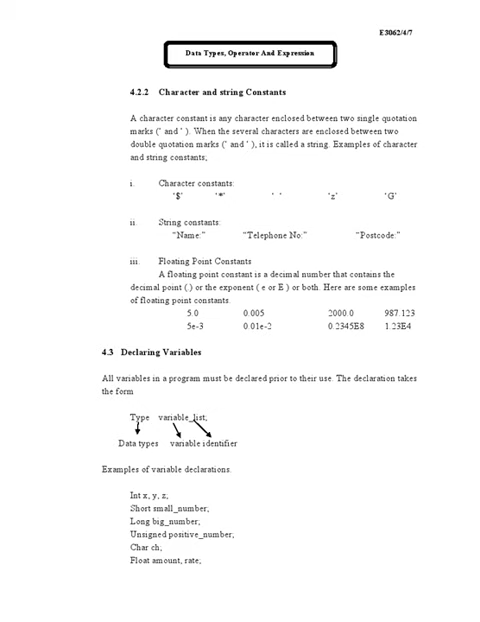 E3062/4/7
Data Types, Operator And Expression
4.2.2 Character and string Constants
A character constant is any character enclosed between two single quotation
marks (' and ' ). When the several characters are enclosed between two
double quotation marks (" and " ), it is called a string. Examples of character
and string constants;
i. Character constants:
'$' '*' ' ' 'z' 'G'
ii. String constants:
"Name:" "Telephone No:" "Postcode:"
iii. Floating Point Constants
A floating point constant is a decimal number that contains the
decimal point (.) or the exponent ( e or E ) or both. Here are some examples
of floating point constants.
5.0 0.005 2000.0 987.123
5e-3 0.01e-2 0.2345E8 1.23E4
4.3 Declaring Variables
All variables in a program must be declared prior to their use. The declaration takes
the form
Type variable_list;
Data types variable identifier
Examples of variable declarations.
Int x, y, z;
Short small_number;
Long big_number;
Unsigned positive_number;
Char ch;
Float amount, rate;